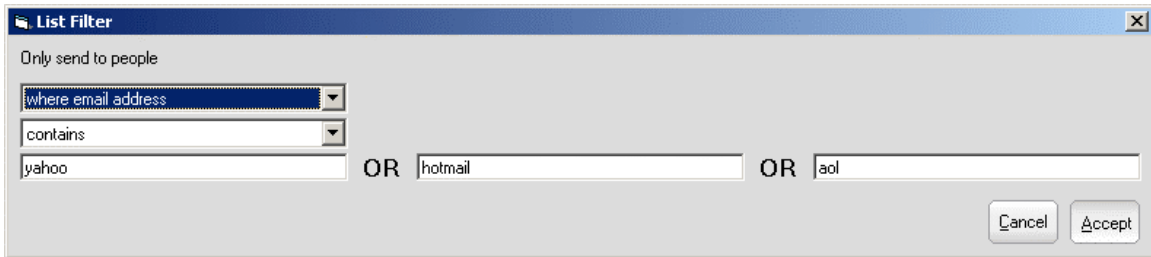 List Filter
Only send to people
where email address
contains
yahoo OR hotmail OR aol
Cancel Accept